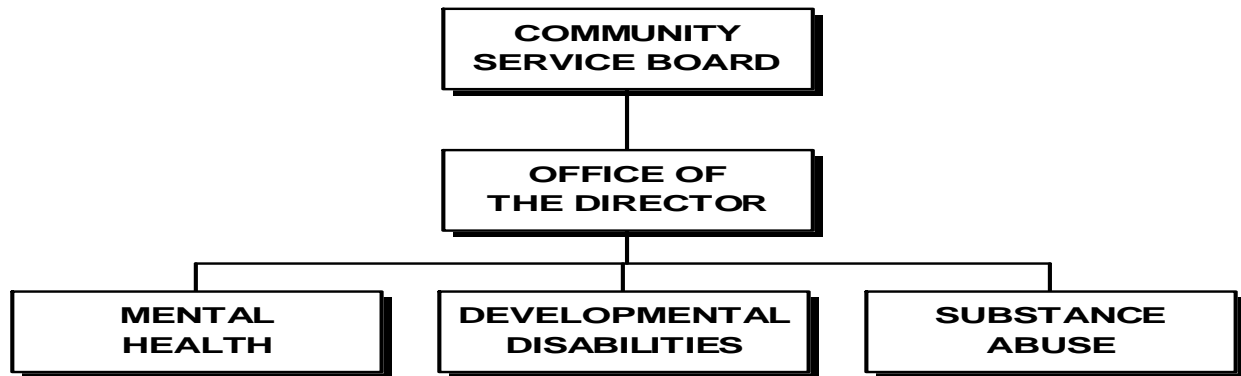 COMMUNITY
SERVICE BOARD
OFFICE OF
THE DIRECTOR
MENTAL
HEALTH
DEVELOPMENTAL
DISABILITIES
SUBSTANCE
ABUSE